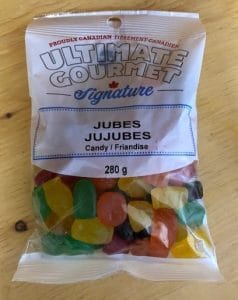 PROUDLY CANADIAN FIÈREMENT CANADIEN
ULTIMATE
GOURMET
Signature
JUBES
JUJUBES
Candy / Friandise
280 g